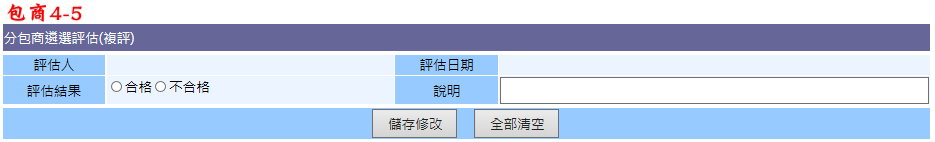 包商4-5
分包商遴選評估(複評)
評估人 評估日期
評估結果 ○合格○不合格 說明
儲存修改 全部清空